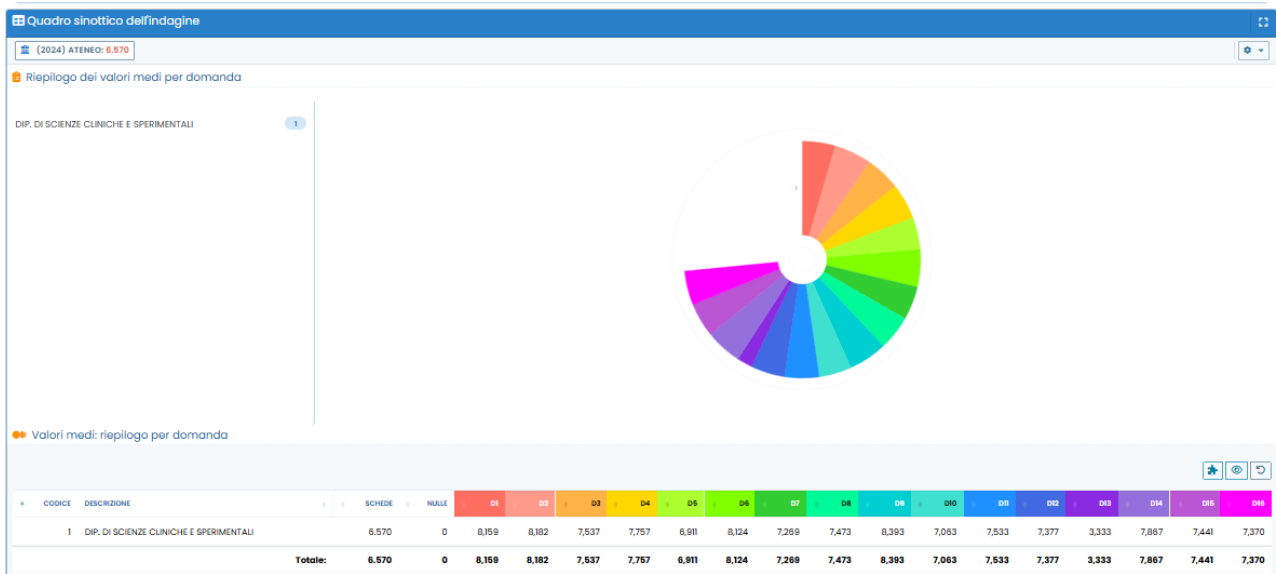 Quadro sinottico dell'indagine
(2024) ATENEO: 6.570
Riepilogo dei valori medi per domanda
DIP. DI SCIENZE CLINICHE E SPERIMENTALI 1
Valori medi: riepilogo per domanda
CODICE DESCRIZIONE SCHEDE NULLE D1 D2 D3 D4 D5 D6 D7 D8 D9 D10 D11 D12 D13 D14 D15 D16
1 DIP. DI SCIENZE CLINICHE E SPERIMENTALI 6.570 0 8,159 8,182 7,537 7,757 6,911 8,124 7,269 7,473 8,393 7,063 7,533 7,377 3,333 7,867 7,441 7,370
Totale: 6.570 0 8,159 8,182 7,537 7,757 6,911 8,124 7,269 7,473 8,393 7,063 7,533 7,377 3,333 7,867 7,441 7,370